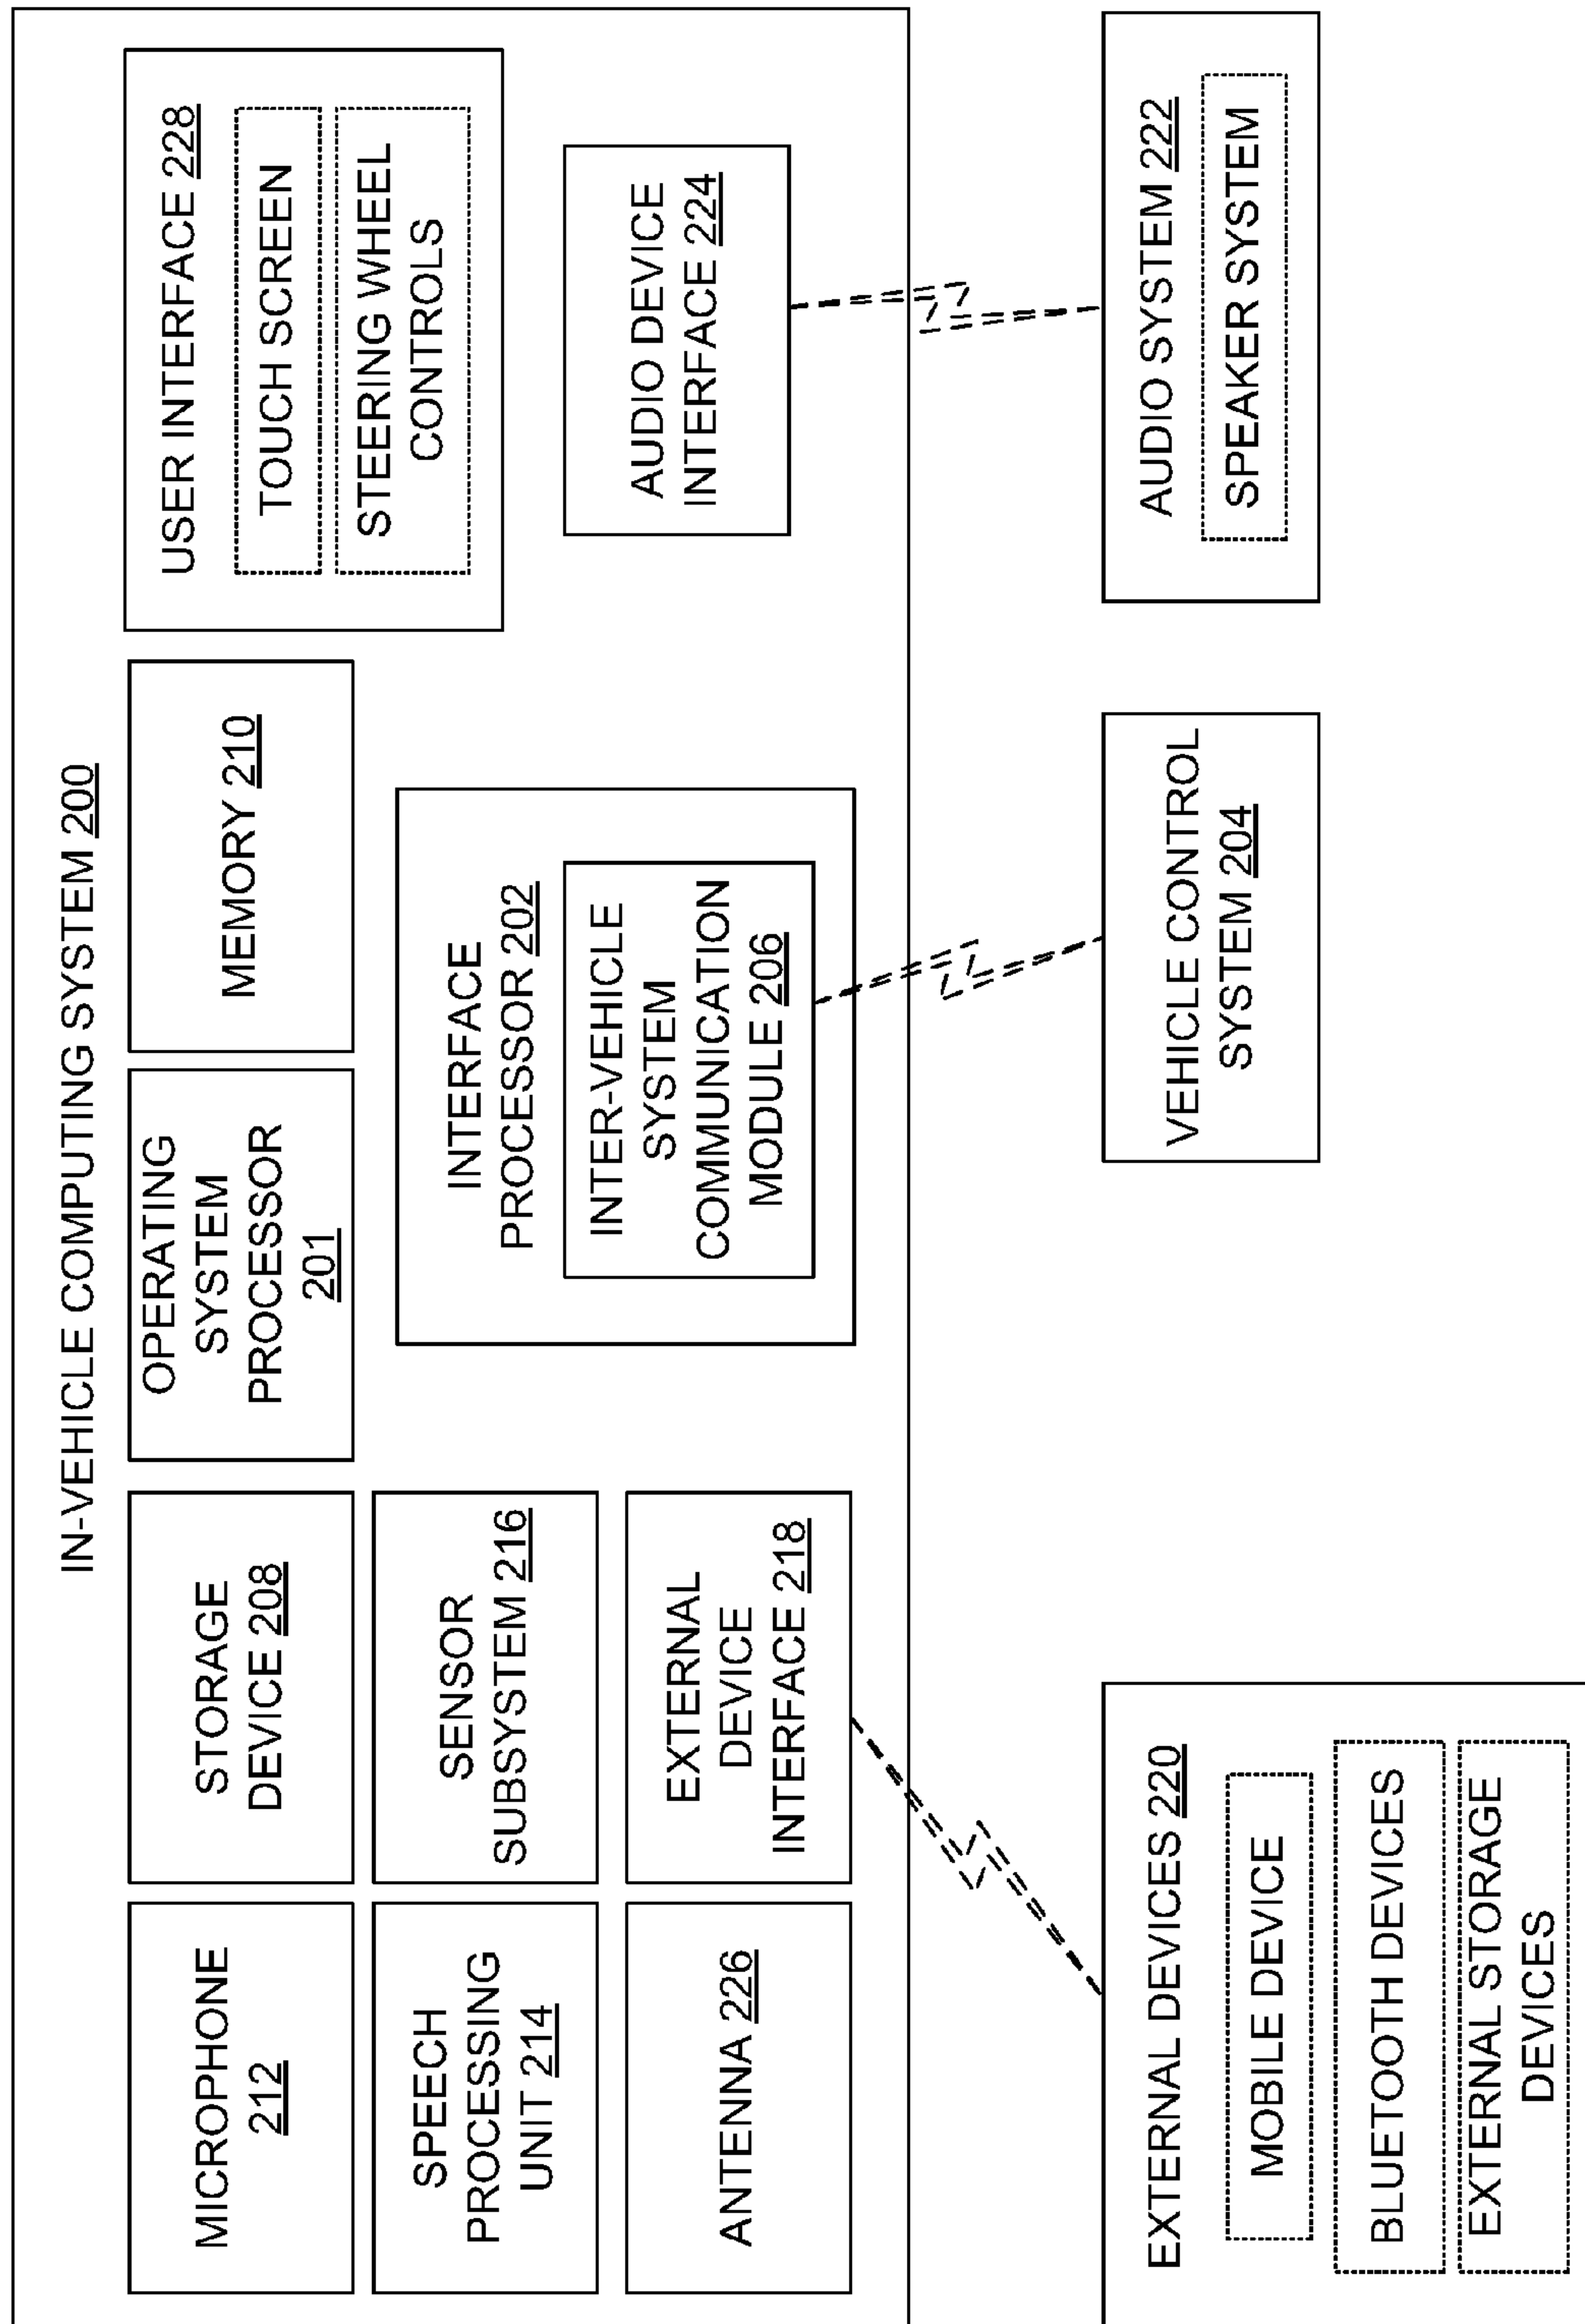 IN-VEHICLE COMPUTING SYSTEM 200
MICROPHONE
212
STORAGE
DEVICE 208
OPERATING
SYSTEM
PROCESSOR
201
MEMORY 210
USER INTERFACE 228
TOUCH SCREEN
STEERING WHEEL
CONTROLS
SPEECH
PROCESSING
UNIT 214
SENSOR
SUBSYSTEM 216
INTERFACE
PROCESSOR 202
INTER-VEHICLE
SYSTEM
COMMUNICATION
MODULE 206
AUDIO DEVICE
INTERFACE 224
ANTENNA 226
EXTERNAL
DEVICE
INTERFACE 218
EXTERNAL DEVICES 220
MOBILE DEVICE
BLUETOOTH DEVICES
EXTERNAL STORAGE
DEVICES
VEHICLE CONTROL
SYSTEM 204
AUDIO SYSTEM 222
SPEAKER SYSTEM